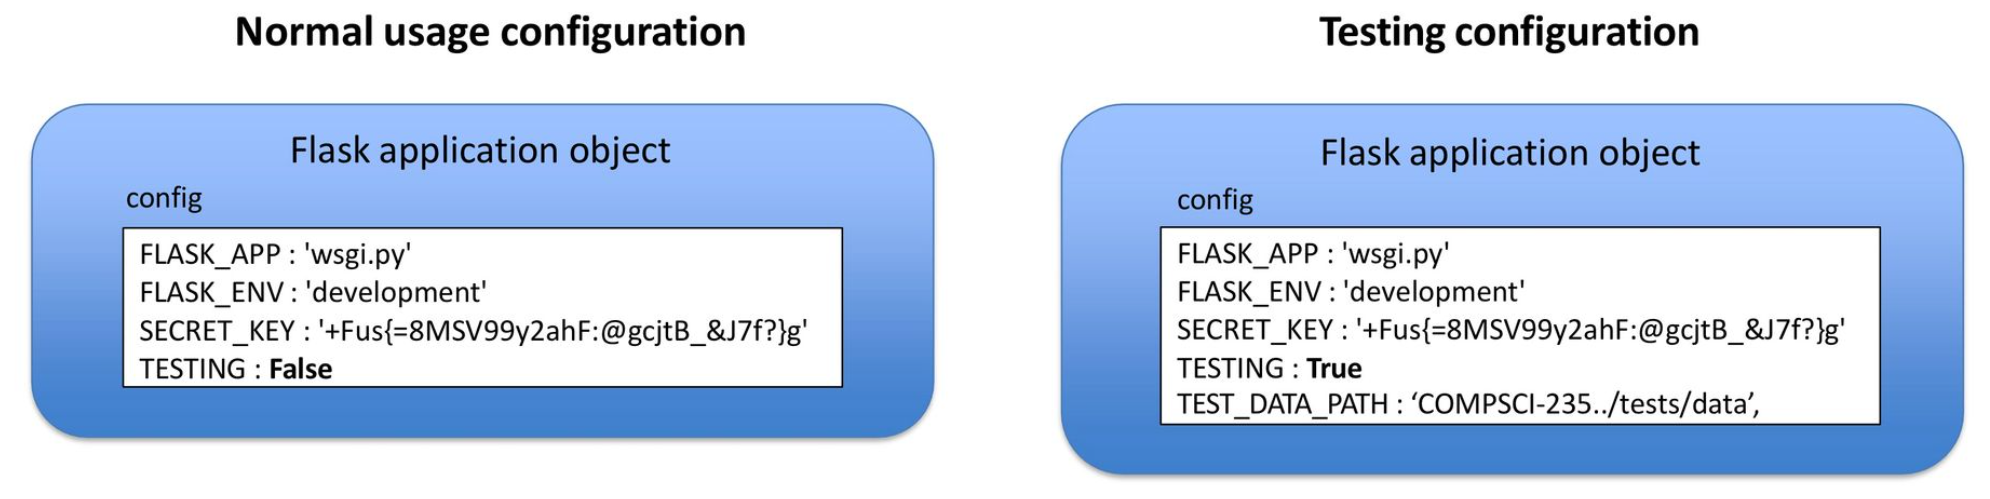 Normal usage configuration
Flask application object
config
FLASK_APP : 'wsgi.py'
FLASK_ENV : 'development'
SECRET_KEY : '+Fus{=8MSV99y2ahF:@gcjtB_&J7f?}g'
TESTING : False
Testing configuration
Flask application object
config
FLASK_APP : 'wsgi.py'
FLASK_ENV : 'development'
SECRET_KEY : '+Fus{=8MSV99y2ahF:@gcjtB_&J7f?}g'
TESTING : True
TEST_DATA_PATH : ‘COMPSCI-235../tests/data’,